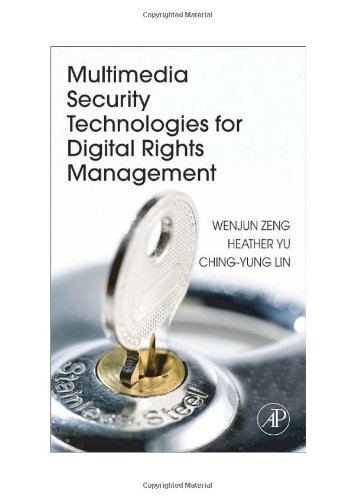 Copyrighted Material
Multimedia
Security
Technologies for
Digital Rights
Management
WENJUN ZENG
HEATHER YU
CHING-YUNG LIN
Stainless Steel
AP
Copyrighted Material